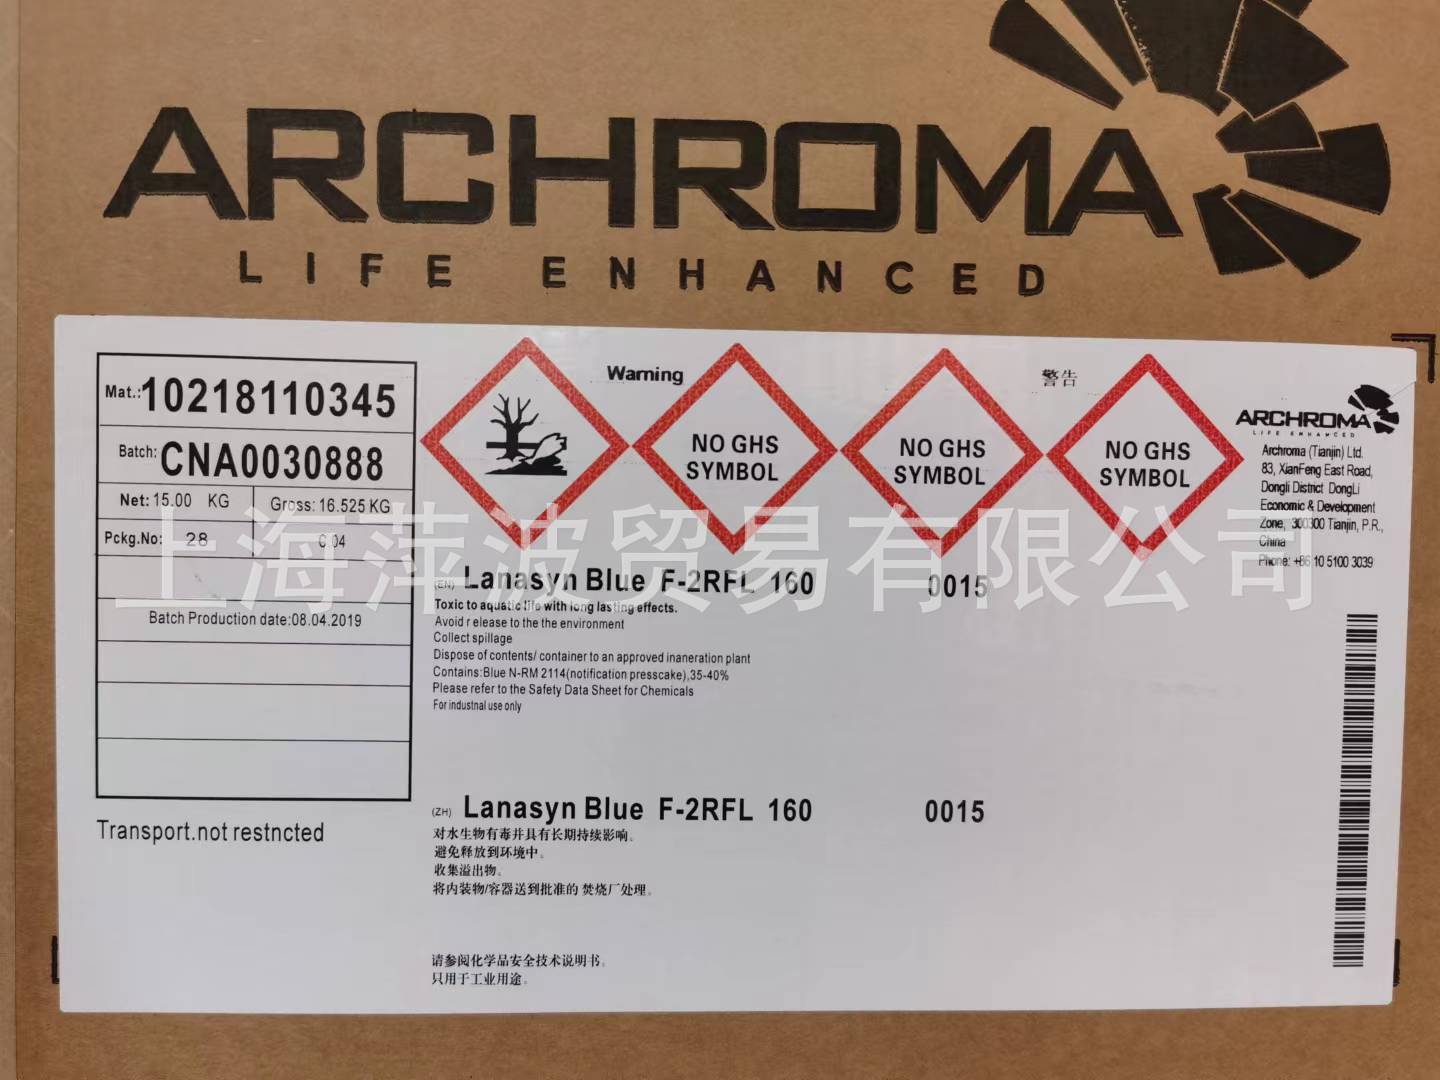 ARCHROMA
LIFE ENHANCED
Mat.:10218110345
Batch:CNA0030888
Net:15.00 KG Gross:16.525 KG
Pckg.No: 28 C 04
Batch Production date:08.04.2019
Transport.not restncted
Warning
警告
NO GHS
SYMBOL
NO GHS
SYMBOL
NO GHS
SYMBOL
ARCHROMA
LIFE ENHANCED
Archroma (Tianjin) Ltd.
83, XianFeng East Road,
Dongli District DongLi
Economic & Development
Zone, 300300 Tianjin, P.R.,
China
Phone: +86 10 5100 3039
(EN) Lanasyn Blue F-2RFL 160 0015
Toxic to aquatic life with long lasting effects.
Avoid r elease to the the environment
Collect spillage
Dispose of contents/ container to an approved inaneration plant
Contains:Blue N-RM 2114(notification presscake),35-40%
Please refer to the Safety Data Sheet for Chemicals
For industnal use only
(ZH) Lanasyn Blue F-2RFL 160 0015
对水生物有毒并具有长期持续影响。
避免释放到环境中。
收集溢出物。
将内装物/容器送到批准的 焚烧厂处理。
请参阅化学品安全技术说明书。
只用于工业用途。
上海萍波贸易有限公司